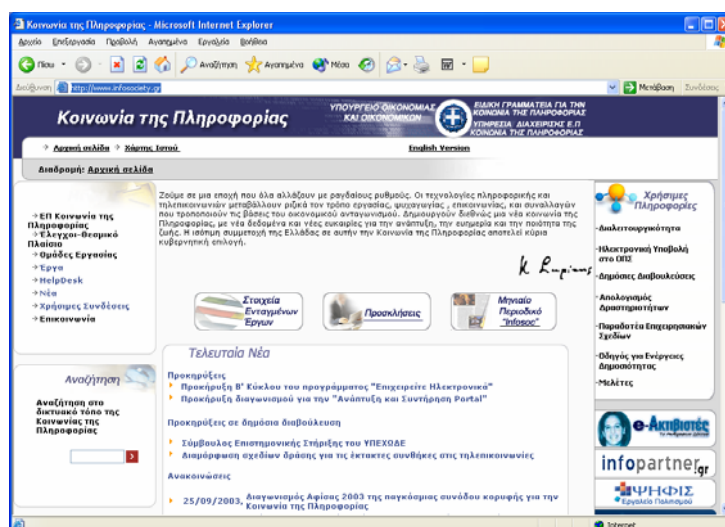 Κοινωνία της Πληροφορίας - Microsoft Internet Explorer
Αρχείο Επεξεργασία Προβολή Αγαπημένα Εργαλεία Βοήθεια
Πίσω Αναζήτηση Αγαπημένα Μέσα
Διεύθυνση http://www.infosociety.gr Μετάβαση Συνδέσεις
Κοινωνία της Πληροφορίας
ΥΠΟΥΡΓΕΙΟ ΟΙΚΟΝΟΜΙΑΣ
ΚΑΙ ΟΙΚΟΝΟΜΙΚΩΝ
ΕΙΔΙΚΗ ΓΡΑΜΜΑΤΕΙΑ ΓΙΑ ΤΗΝ
ΚΟΙΝΩΝΙΑ ΤΗΣ ΠΛΗΡΟΦΟΡΙΑΣ
ΥΠΗΡΕΣΙΑ ΔΙΑΧΕΙΡΙΣΗΣ Ε.Π
ΚΟΙΝΩΝΙΑ ΤΗΣ ΠΛΗΡΟΦΟΡΙΑΣ
Αρχική σελίδα Χάρτης Ιστού English Version
Διαδρομή: Αρχική σελίδα
ΕΠ Κοινωνία της
Πληροφορίας
Έλεγχοι-Θεσμικό
Πλαίσιο
Ομάδες Εργασίας
Έργα
HelpDesk
Νέα
Χρήσιμες Συνδέσεις
Επικοινωνία
Αναζήτηση
Αναζήτηση στο
δικτυακό τόπο της
Κοινωνίας της
Πληροφορίας
Ζούμε σε μια εποχή που όλα αλλάζουν με ραγδαίους ρυθμούς. Οι τεχνολογίες πληροφορικής και
τηλεπικοινωνιών μεταβάλλουν ριζικά τον τρόπο εργασίας, ψυχαγωγίας , επικοινωνίας, και συναλλαγών
που τροποποιούν τις βάσεις του οικονομικού ανταγωνισμού. Δημιουργούν διεθνώς μια νέα κοινωνία της
Πληροφορίας, με νέα δεδομένα και νέες ευκαιρίες για την ανάπτυξη, την ευημερία και την ποιότητα της
ζωής. Η ισότιμη συμμετοχή της Ελλάδας σε αυτήν την Κοινωνία της Πληροφορίας αποτελεί κύρια
κυβερνητική επιλογή.
Στοιχεία
Ενταγμένων
Έργων
Προσκλήσεις
Μηνιαίο
Περιοδικό
"Infosoc"
Τελευταία Νέα
Προκηρύξεις
Προκήρυξη Β' Κύκλου του προγράμματος "Επιχειρείτε Ηλεκτρονικά"
Προκήρυξη διαγωνισμού για την "Ανάπτυξη και Συντήρηση Portal"
Προκηρύξεις σε δημόσια διαβούλευση
Σύμβουλος Επιστημονικής Στήριξης του ΥΠΕΧΩΔΕ
Διαμόρφωση σχεδίων δράσης για τις έκτακτες συνθήκες στις τηλεπικοινωνίες
Ανακοινώσεις
25/09/2003, Διαγωνισμός Αφίσας 2003 της παγκόσμιας συνόδου κορυφής για την
Κοινωνία της Πληροφορίας
Χρήσιμες
Πληροφορίες
-Διαλειτουργικότητα
-Ηλεκτρονική Υποβολή
στο ΟΠΣ
-Δημόσιες Διαβουλεύσεις
-Απολογισμός
Δραστηριοτήτων
-Παραδοτέα Επιχειρησιακών
Σχεδίων
-Οδηγός για Ενέργειες
Δημοσιότητας
-Μελέτες
e-Ακτιβιστές
infopartner.gr
ΨΗΦΙΣ
Εργαλεία Πολιτισμού
Internet